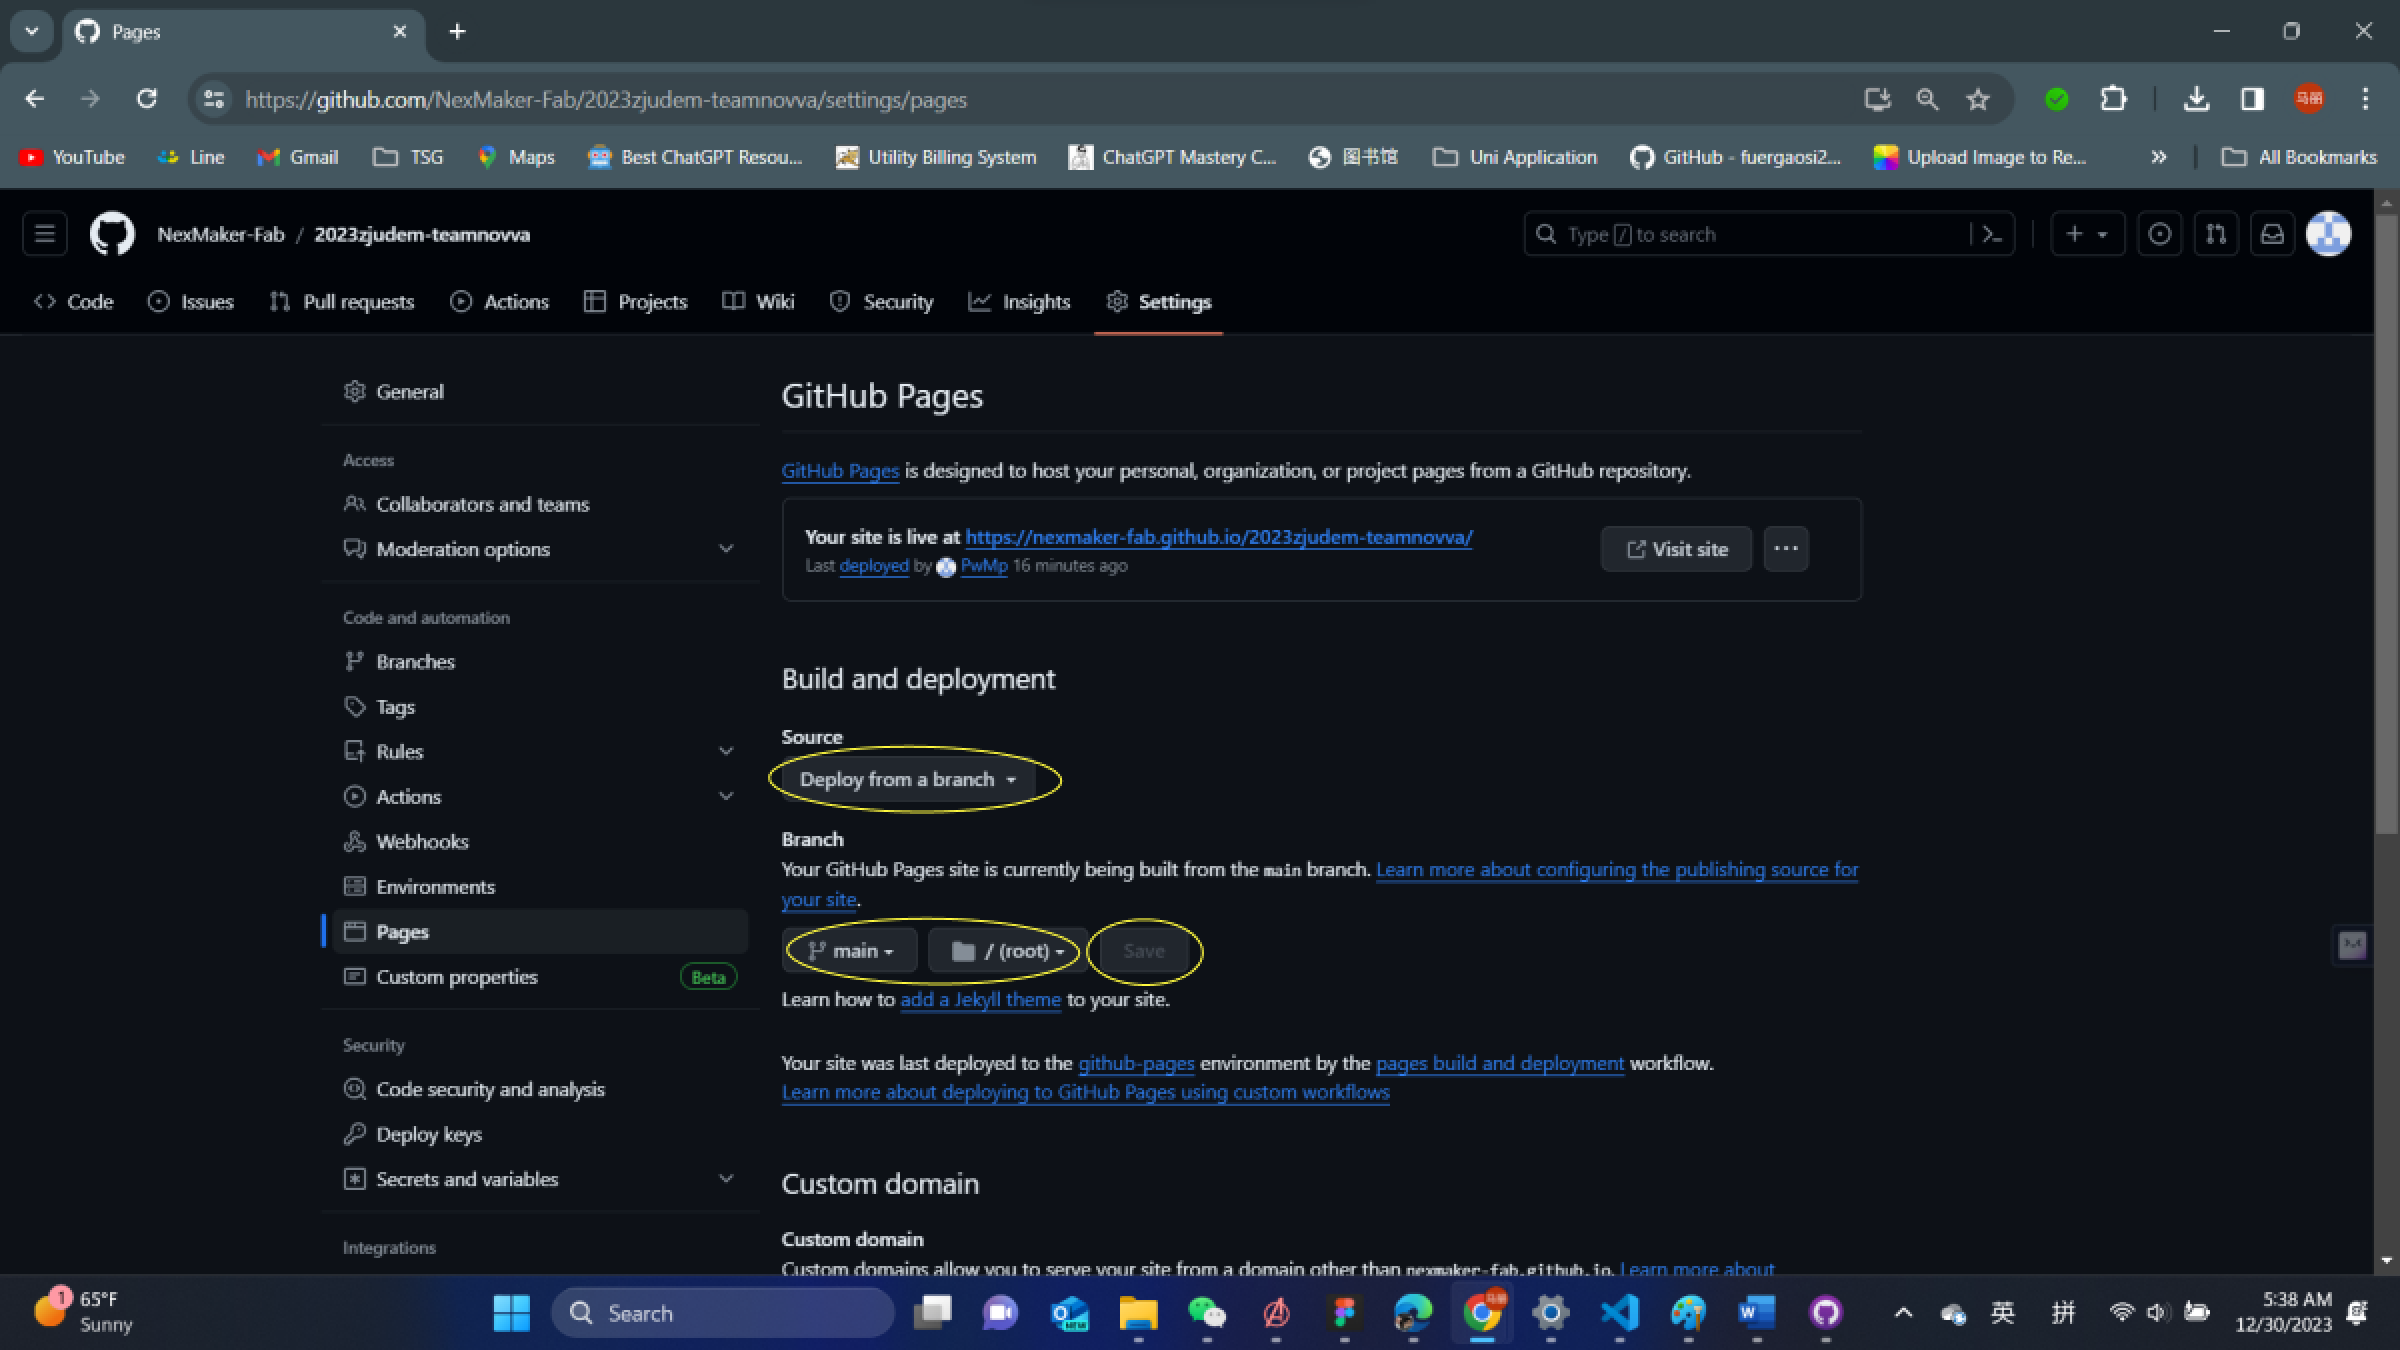 Pages
https://github.com/NexMaker-Fab/2023zjudem-teamnovva/settings/pages
马丽
YouTube Line Gmail TSG Maps Best ChatGPT Resou... Utility Billing System ChatGPT Mastery C... 图书馆 Uni Application GitHub - fuergaosi2... Upload Image to Re... » All Bookmarks
NexMaker-Fab / 2023zjudem-teamnovva
Type / to search
Code Issues Pull requests Actions Projects Wiki Security Insights Settings
General
Access
Collaborators and teams
Moderation options
Code and automation
Branches
Tags
Rules
Actions
Webhooks
Environments
Pages
Custom properties Beta
Security
Code security and analysis
Deploy keys
Secrets and variables
Integrations
GitHub Pages
GitHub Pages is designed to host your personal, organization, or project pages from a GitHub repository.
Your site is live at https://nexmaker-fab.github.io/2023zjudem-teamnovva/
Last deployed by PwMp 16 minutes ago
Visit site
Build and deployment
Source
Deploy from a branch
Branch
Your GitHub Pages site is currently being built from the main branch. Learn more about configuring the publishing source for
your site.
main / (root) Save
Learn how to add a Jekyll theme to your site.
Your site was last deployed to the github-pages environment by the pages build and deployment workflow.
Learn more about deploying to GitHub Pages using custom workflows
Custom domain
Custom domain
Custom domains allow you to serve your site from a domain other than nexmaker-fab.github.io. Learn more about
1
65°F
Sunny
Search
英 拼
5:38 AM
12/30/2023